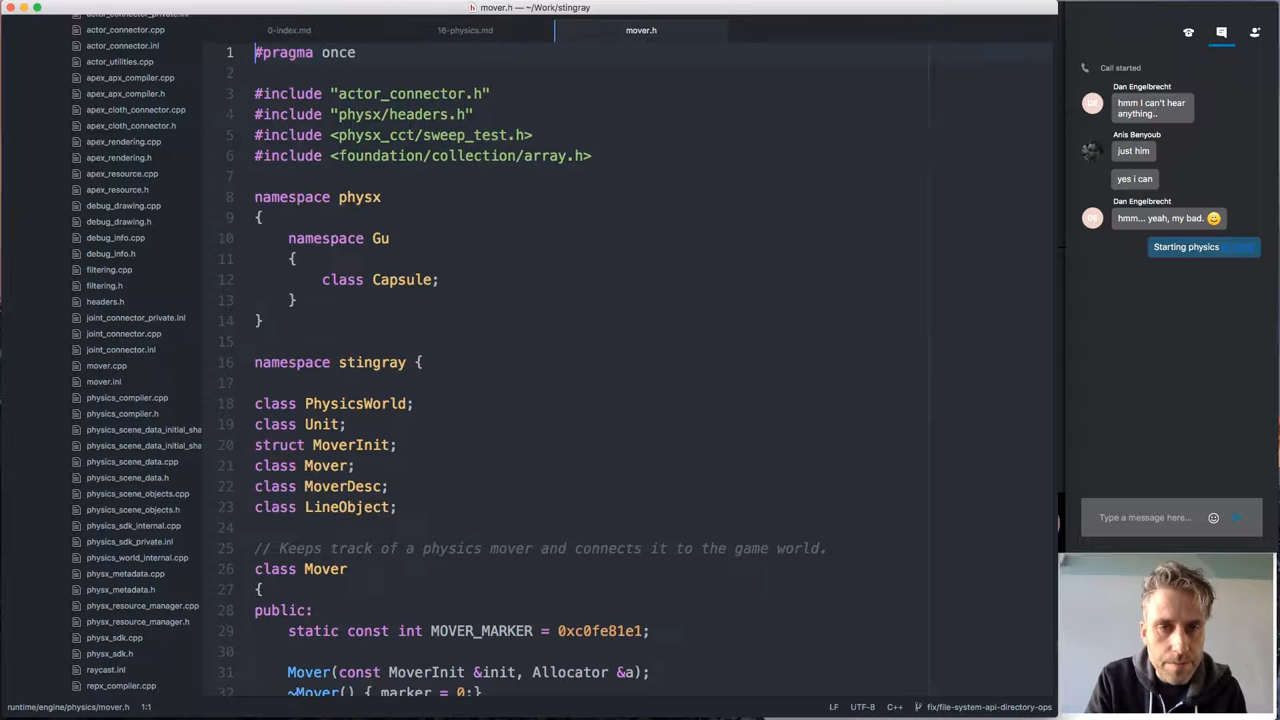 mover.h — ~/Work/stingray
actor_connector.cpp
actor_connector.inl
actor_utilities.cpp
apex_apx_compiler.cpp
apex_apx_compiler.h
apex_cloth_connector.cpp
apex_cloth_connector.h
apex_rendering.cpp
apex_rendering.h
apex_resource.cpp
apex_resource.h
debug_drawing.cpp
debug_drawing.h
debug_info.cpp
debug_info.h
filtering.cpp
filtering.h
headers.h
joint_connector_private.inl
joint_connector.cpp
joint_connector.inl
mover.cpp
mover.inl
physics_compiler.cpp
physics_compiler.h
physics_scene_data_initial_sha
physics_scene_data_initial_sha
physics_scene_data.cpp
physics_scene_data.h
physics_scene_objects.cpp
physics_scene_objects.h
physics_sdk_internal.cpp
physics_sdk_private.inl
physics_world_internal.cpp
physx_metadata.cpp
physx_metadata.h
physx_resource_manager.cpp
physx_resource_manager.h
physx_sdk.cpp
physx_sdk.h
raycast.inl
repx_compiler.cpp
0-index.md
mover.h
1 #pragma once
2
3 #include "actor_connector.h"
4 #include "physx/headers.h"
5 #include <physx_cct/sweep_test.h>
6 #include <foundation/collection/array.h>
7
8 namespace physx
9 {
10 namespace Gu
11 {
12 class Capsule;
13 }
14 }
15
16 namespace stingray {
17
18 class PhysicsWorld;
19 class Unit;
20 struct MoverInit;
21 class Mover;
22 class MoverDesc;
23 class LineObject;
24
25 // Keeps track of a physics mover and connects it to the game world.
26 class Mover
27 {
28 public:
29 static const int MOVER_MARKER = 0xc0fe81e1;
30
31 Mover(const MoverInit &init, Allocator &a);
32 ~Mover() { marker = 0;}
runtime/engine/physics/mover.h 1:1
LF UTF-8 C++ fix/file-system-api-directory-ops
Call started
Dan Engelbrecht
DE
hmm I can't hear
anything..
Anis Benyoub
just him
yes i can
Dan Engelbrecht
DE
hmm... yeah, my bad.
Starting physics
Type a message here...